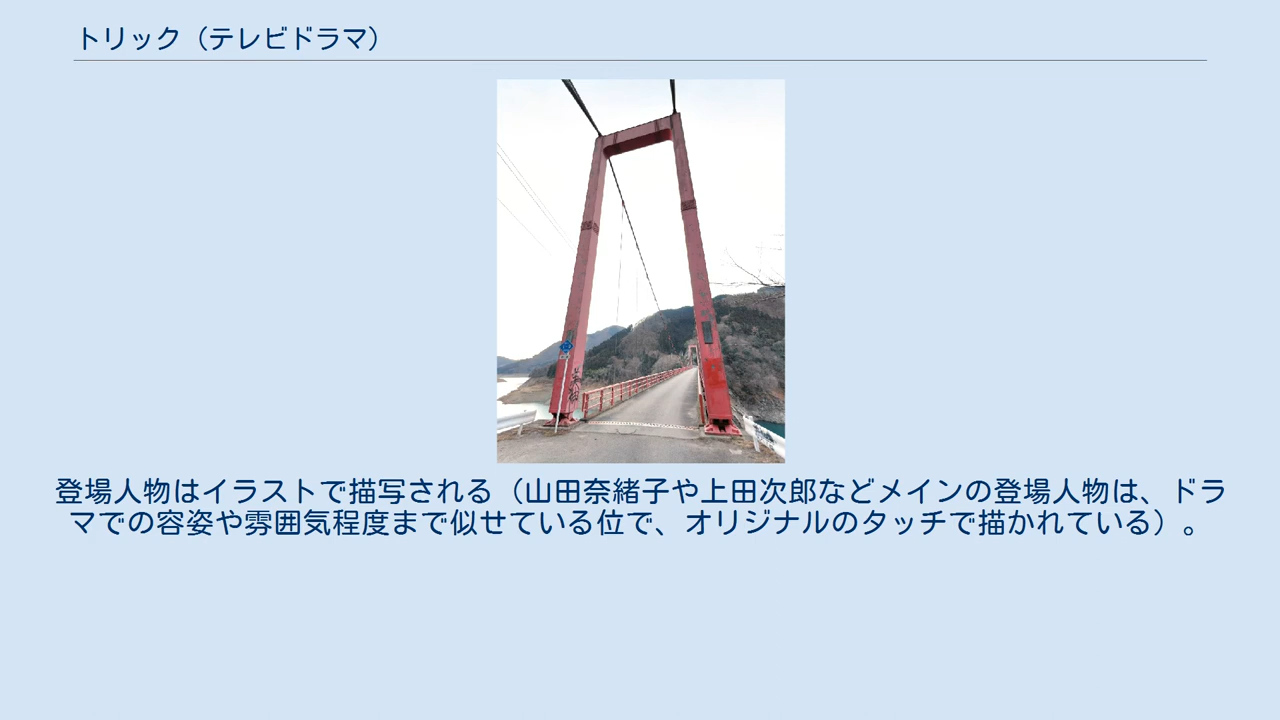 トリック（テレビドラマ）
登場人物はイラストで描写される（山田奈緒子や上田次郎などメインの登場人物は、ドラ
マでの容姿や雰囲気程度まで似せている位で、オリジナルのタッチで描かれている）。